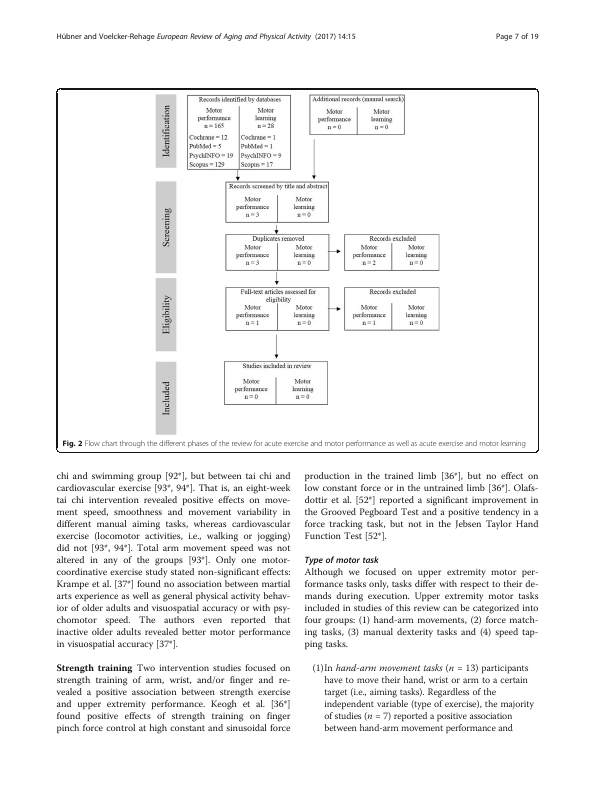 Hübner and Voelcker-Rehage European Review of Aging and Physical Activity (2017) 14:15
Page 7 of 19
Identification
Records identified by databases
Motor performance n = 165
Motor learning n = 28
Cochrane = 12
PubMed = 5
PsychINFO = 19
Scopus = 129
Cochrane = 1
PubMed = 1
PsychINFO = 9
Scopus = 17
Additional records (manual search)
Motor performance n = 0
Motor learning n = 0
Screening
Records screened by title and abstract
Motor performance n = 3
Motor learning n = 0
Duplicates removed
Motor performance n = 3
Motor learning n = 0
Records excluded
Motor performance n = 2
Motor learning n = 0
Eligibility
Full-text articles assessed for eligibility
Motor performance n = 1
Motor learning n = 0
Records excluded
Motor performance n = 1
Motor learning n = 0
Included
Studies included in review
Motor performance n = 0
Motor learning n = 0
Fig. 2 Flow chart through the different phases of the review for acute exercise and motor performance as well as acute exercise and motor learning
chi and swimming group [92*], but between tai chi and
cardiovascular exercise [93*, 94*]. That is, an eight-week
tai chi intervention revealed positive effects on move-
ment speed, smoothness and movement variability in
different manual aiming tasks, whereas cardiovascular
exercise (locomotor activities, i.e., walking or jogging)
did not [93*, 94*]. Total arm movement speed was not
altered in any of the groups [93*]. Only one motor-
coordinative exercise study stated non-significant effects:
Krampe et al. [37*] found no association between martial
arts experience as well as general physical activity behav-
ior of older adults and visuospatial accuracy or with psy-
chomotor speed. The authors even reported that
inactive older adults revealed better motor performance
in visuospatial accuracy [37*].
Strength training Two intervention studies focused on
strength training of arm, wrist, and/or finger and re-
vealed a positive association between strength exercise
and upper extremity performance. Keogh et al. [36*]
found positive effects of strength training on finger
pinch force control at high constant and sinusoidal force
production in the trained limb [36*], but no effect on
low constant force or in the untrained limb [36*]. Olafs-
dottir et al. [52*] reported a significant improvement in
the Grooved Pegboard Test and a positive tendency in a
force tracking task, but not in the Jebsen Taylor Hand
Function Test [52*].
Type of motor task
Although we focused on upper extremity motor per-
formance tasks only, tasks differ with respect to their de-
mands during execution. Upper extremity motor tasks
included in studies of this review can be categorized into
four groups: (1) hand-arm movements, (2) force match-
ing tasks, (3) manual dexterity tasks and (4) speed tap-
ping tasks.
(1)In hand-arm movement tasks (n = 13) participants
have to move their hand, wrist or arm to a certain
target (i.e., aiming tasks). Regardless of the
independent variable (type of exercise), the majority
of studies (n = 7) reported a positive association
between hand-arm movement performance and